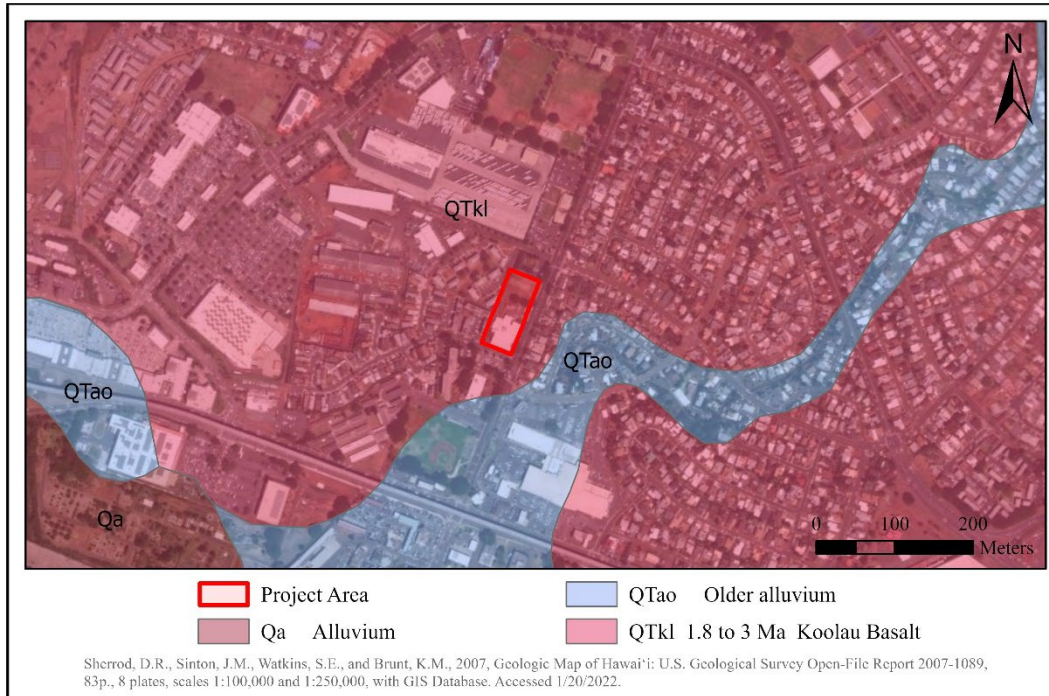 N
QTkl
QTao
QTao
Qa
0 100 200
Meters
Project Area
QTao Older alluvium
Qa Alluvium
QTkl 1.8 to 3 Ma Koolau Basalt
Sherrod, D.R., Sinton, J.M., Watkins, S.E., and Brunt, K.M., 2007, Geologic Map of Hawaiʻi: U.S. Geological Survey Open-File Report 2007-1089,
83p., 8 plates, scales 1:100,000 and 1:250,000, with GIS Database. Accessed 1/20/2022.